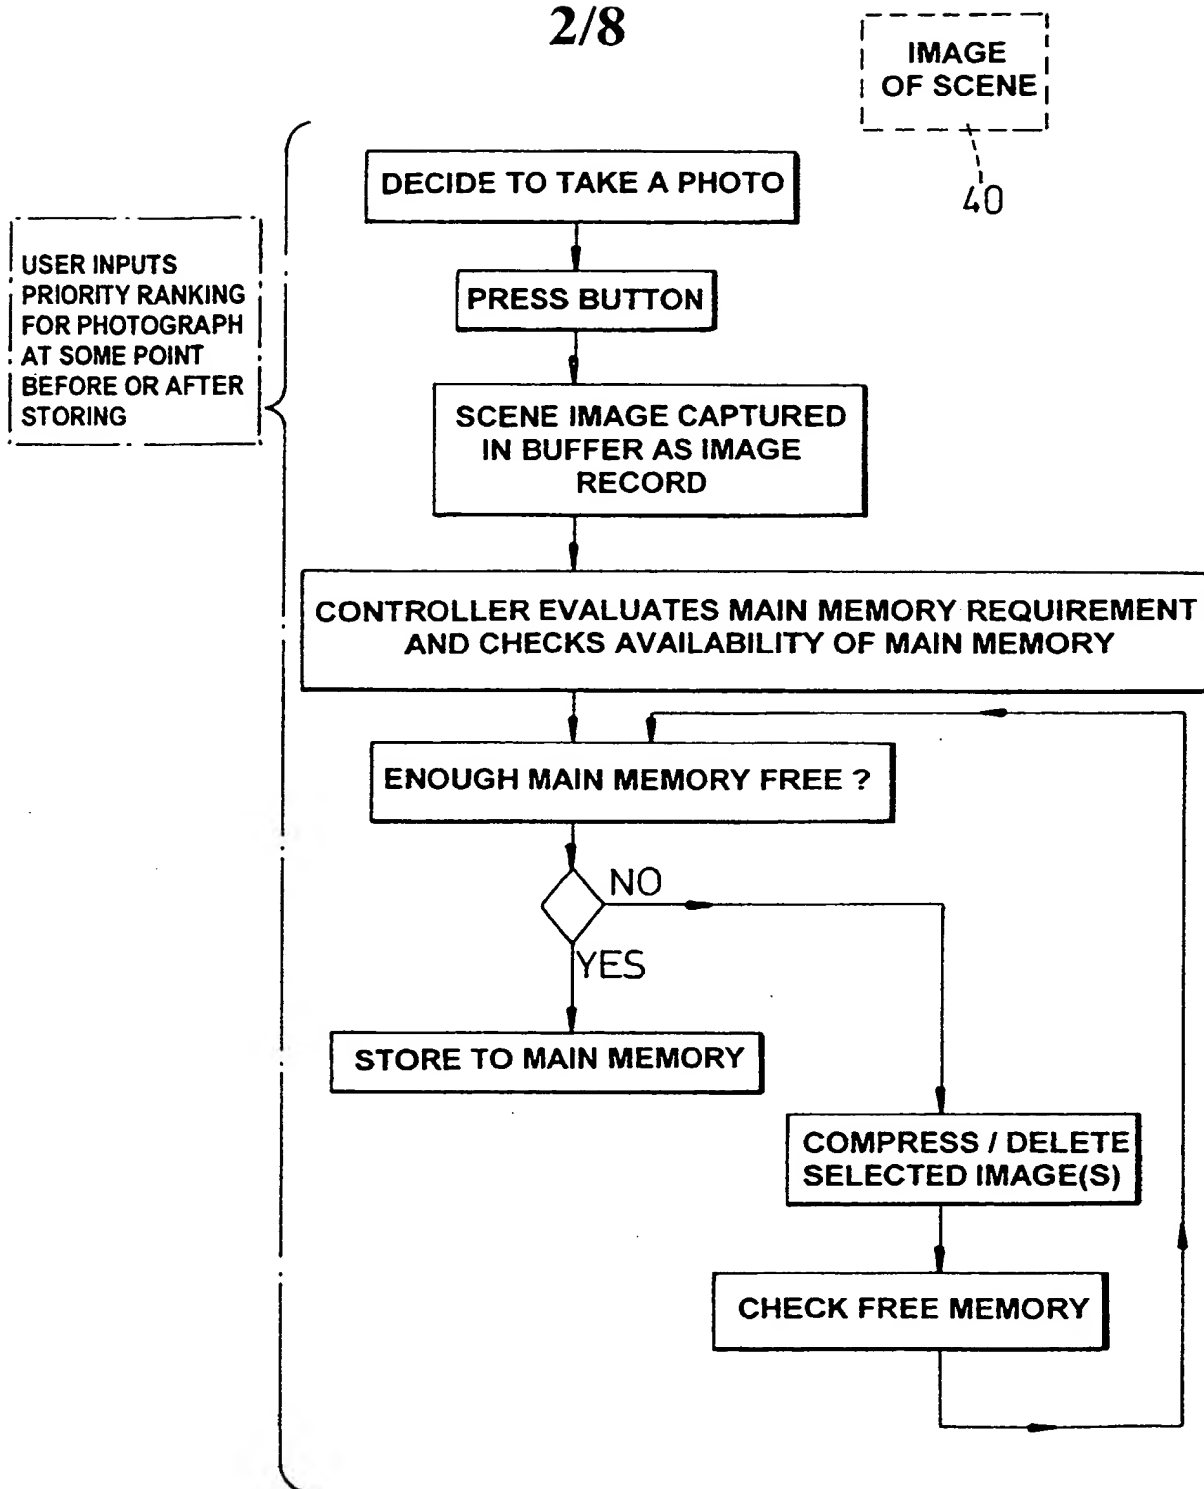 2/8
IMAGE
OF SCENE
40
DECIDE TO TAKE A PHOTO
USER INPUTS
PRIORITY RANKING
FOR PHOTOGRAPH
AT SOME POINT
BEFORE OR AFTER
STORING
PRESS BUTTON
SCENE IMAGE CAPTURED
IN BUFFER AS IMAGE
RECORD
CONTROLLER EVALUATES MAIN MEMORY REQUIREMENT
AND CHECKS AVAILABILITY OF MAIN MEMORY
ENOUGH MAIN MEMORY FREE ?
NO
YES
STORE TO MAIN MEMORY
COMPRESS / DELETE
SELECTED IMAGE(S)
CHECK FREE MEMORY